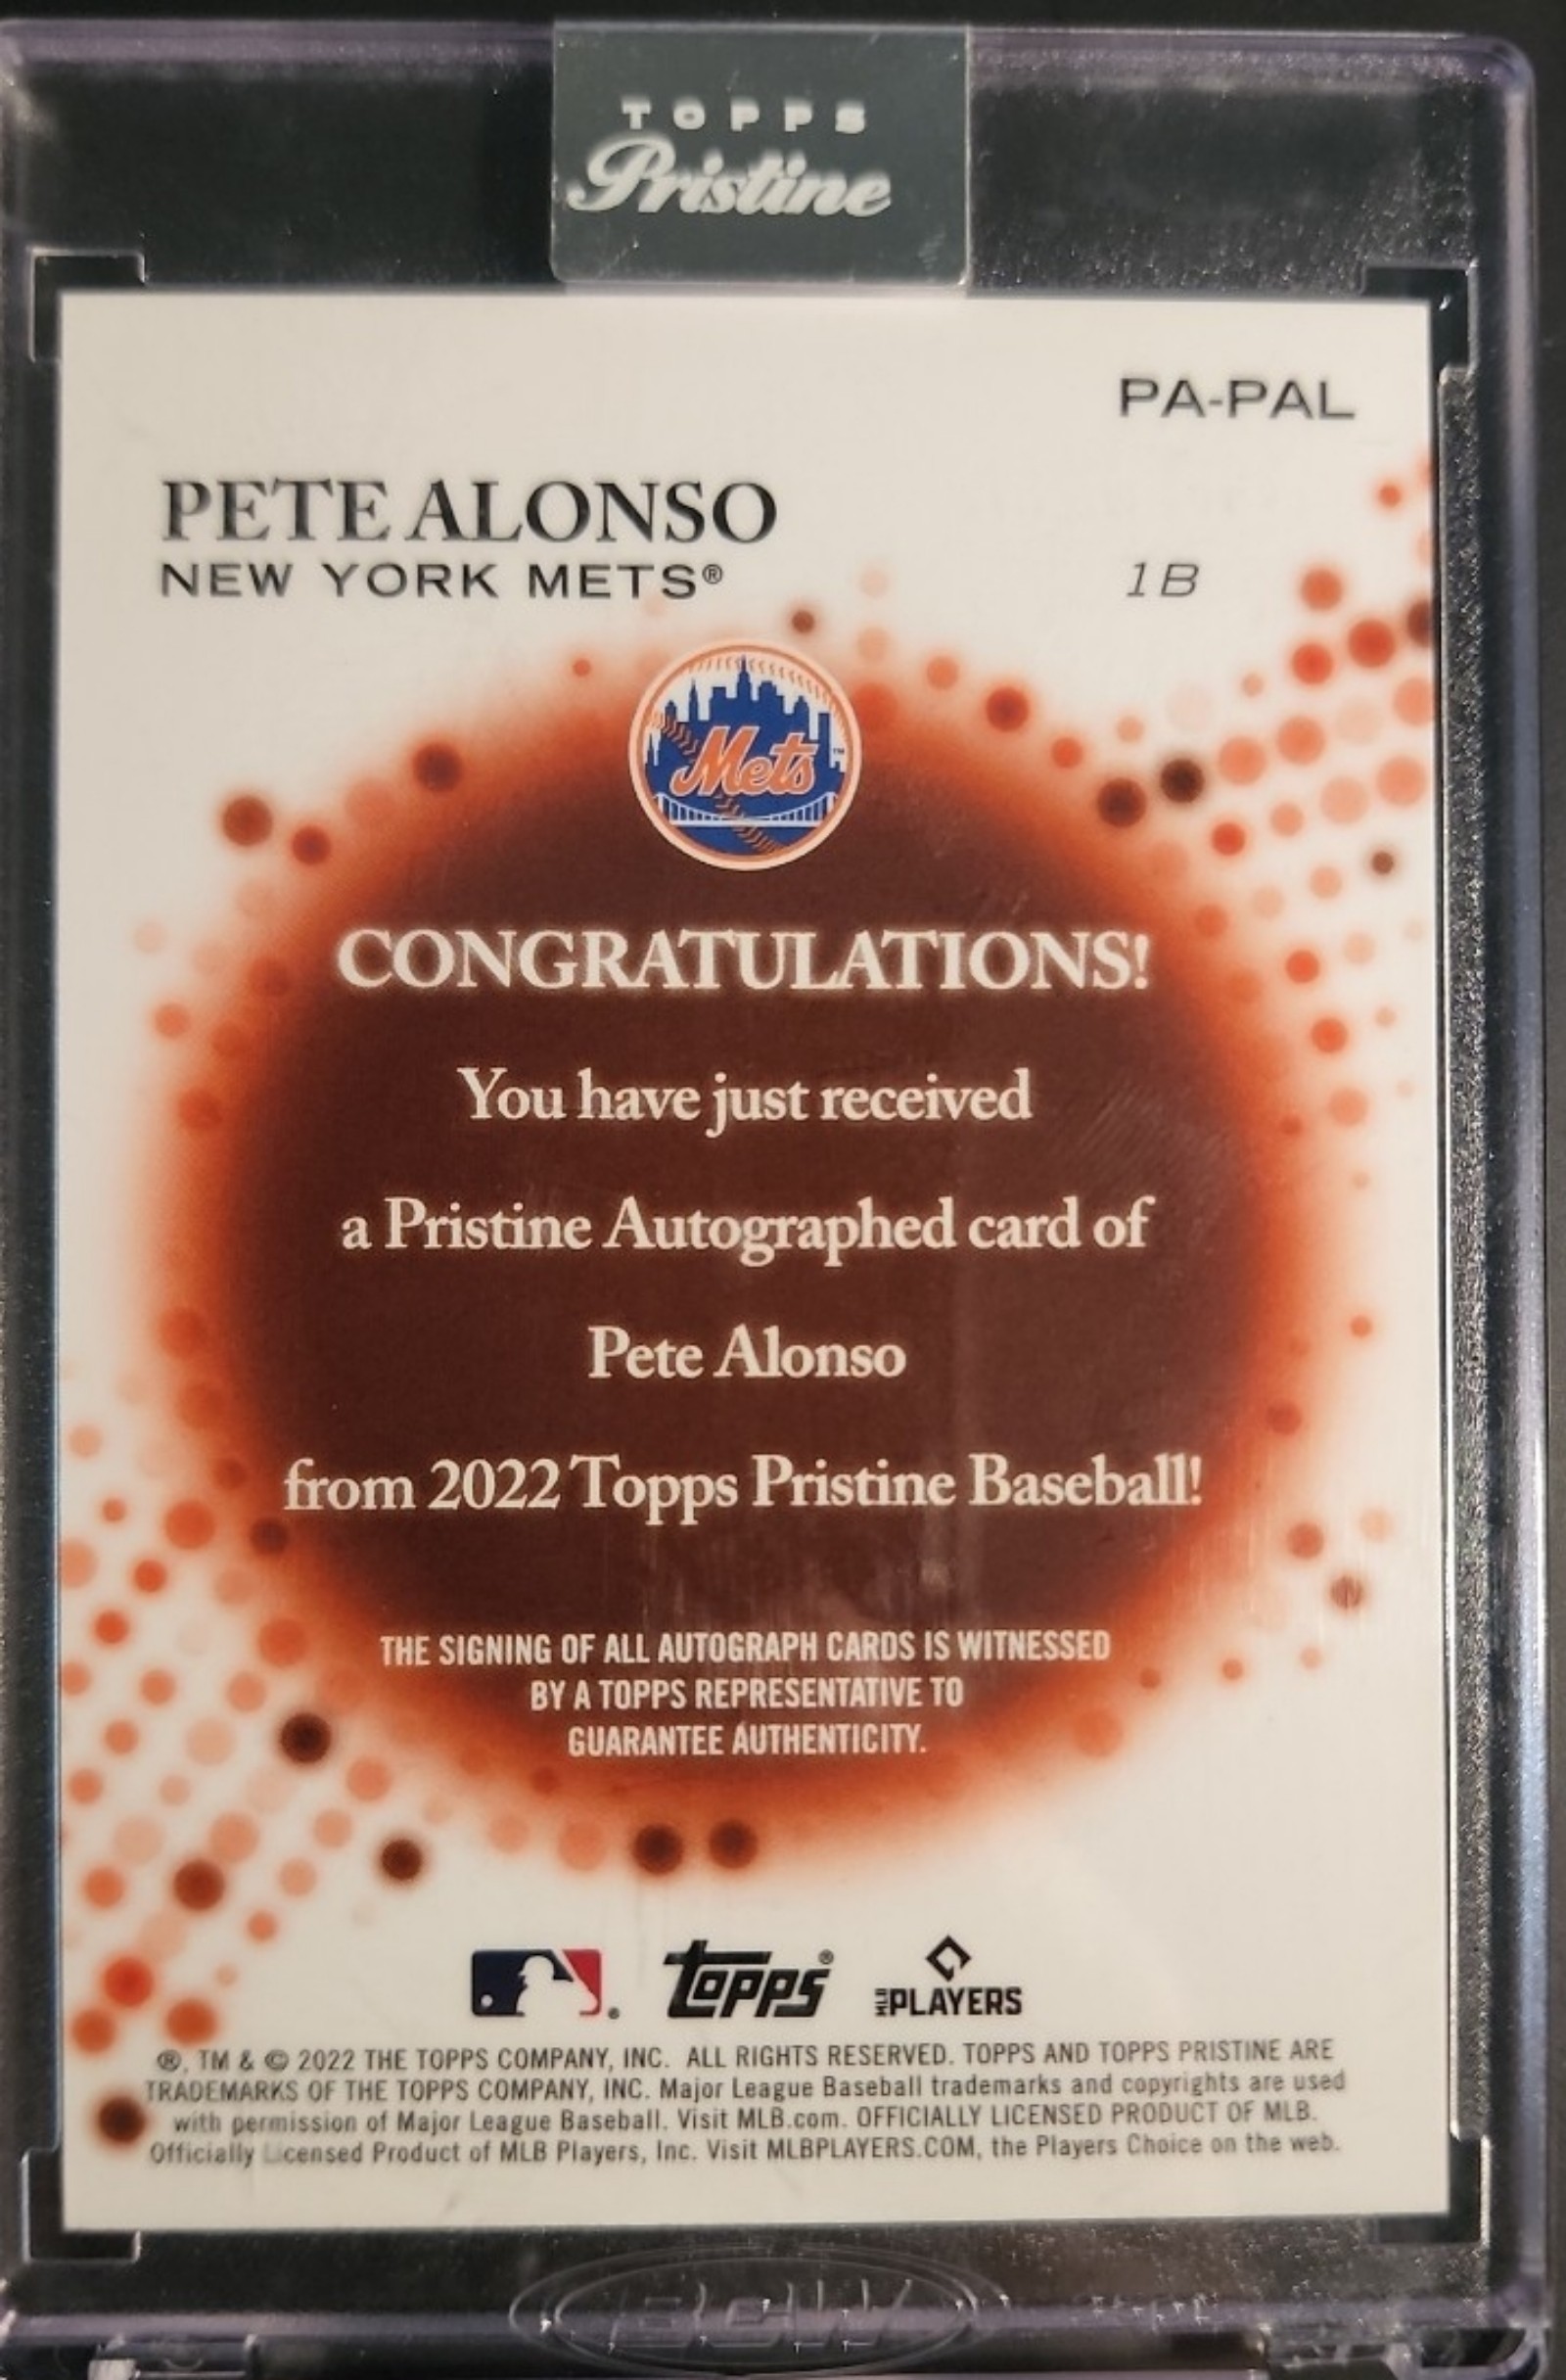 TOPPS
Pristine
PA-PAL
PETE ALONSO
NEW YORK METS®
1B
Mets™
CONGRATULATIONS!
You have just received
a Pristine Autographed card of
Pete Alonso
from 2022 Topps Pristine Baseball!
THE SIGNING OF ALL AUTOGRAPH CARDS IS WITNESSED
BY A TOPPS REPRESENTATIVE TO
GUARANTEE AUTHENTICITY.
® topps® MLB PLAYERS
®, TM & © 2022 THE TOPPS COMPANY, INC. ALL RIGHTS RESERVED. TOPPS AND TOPPS PRISTINE ARE
TRADEMARKS OF THE TOPPS COMPANY, INC. Major League Baseball trademarks and copyrights are used
with permission of Major League Baseball. Visit MLB.com. OFFICIALLY LICENSED PRODUCT OF MLB.
Officially Licensed Product of MLB Players, Inc. Visit MLBPLAYERS.COM, the Players Choice on the web.
BCW